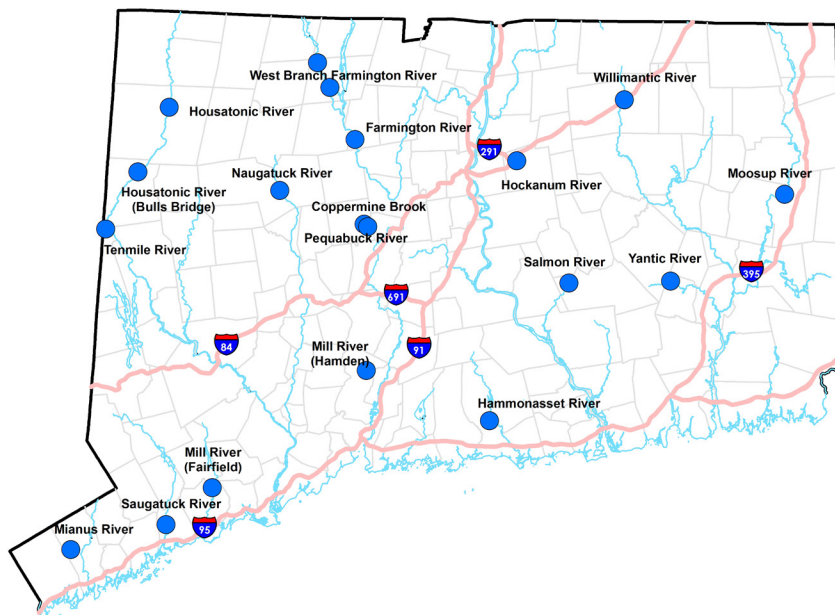 West Branch Farmington River
Willimantic River
Housatonic River
Farmington River
291
Naugatuck River
Hockanum River
Moosup River
Housatonic River
(Bulls Bridge)
Coppermine Brook
Pequabuck River
Tenmile River
Salmon River
Yantic River
395
691
84
Mill River
(Hamden)
91
Hammonasset River
Mill River
(Fairfield)
Saugatuck River
Mianus River
95